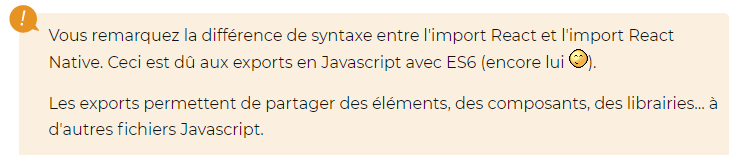 !
Vous remarquez la différence de syntaxe entre l'import React et l'import React
Native. Ceci est dû aux exports en Javascript avec ES6 (encore lui ).
Les exports permettent de partager des éléments, des composants, des librairies... à
d'autres fichiers Javascript.